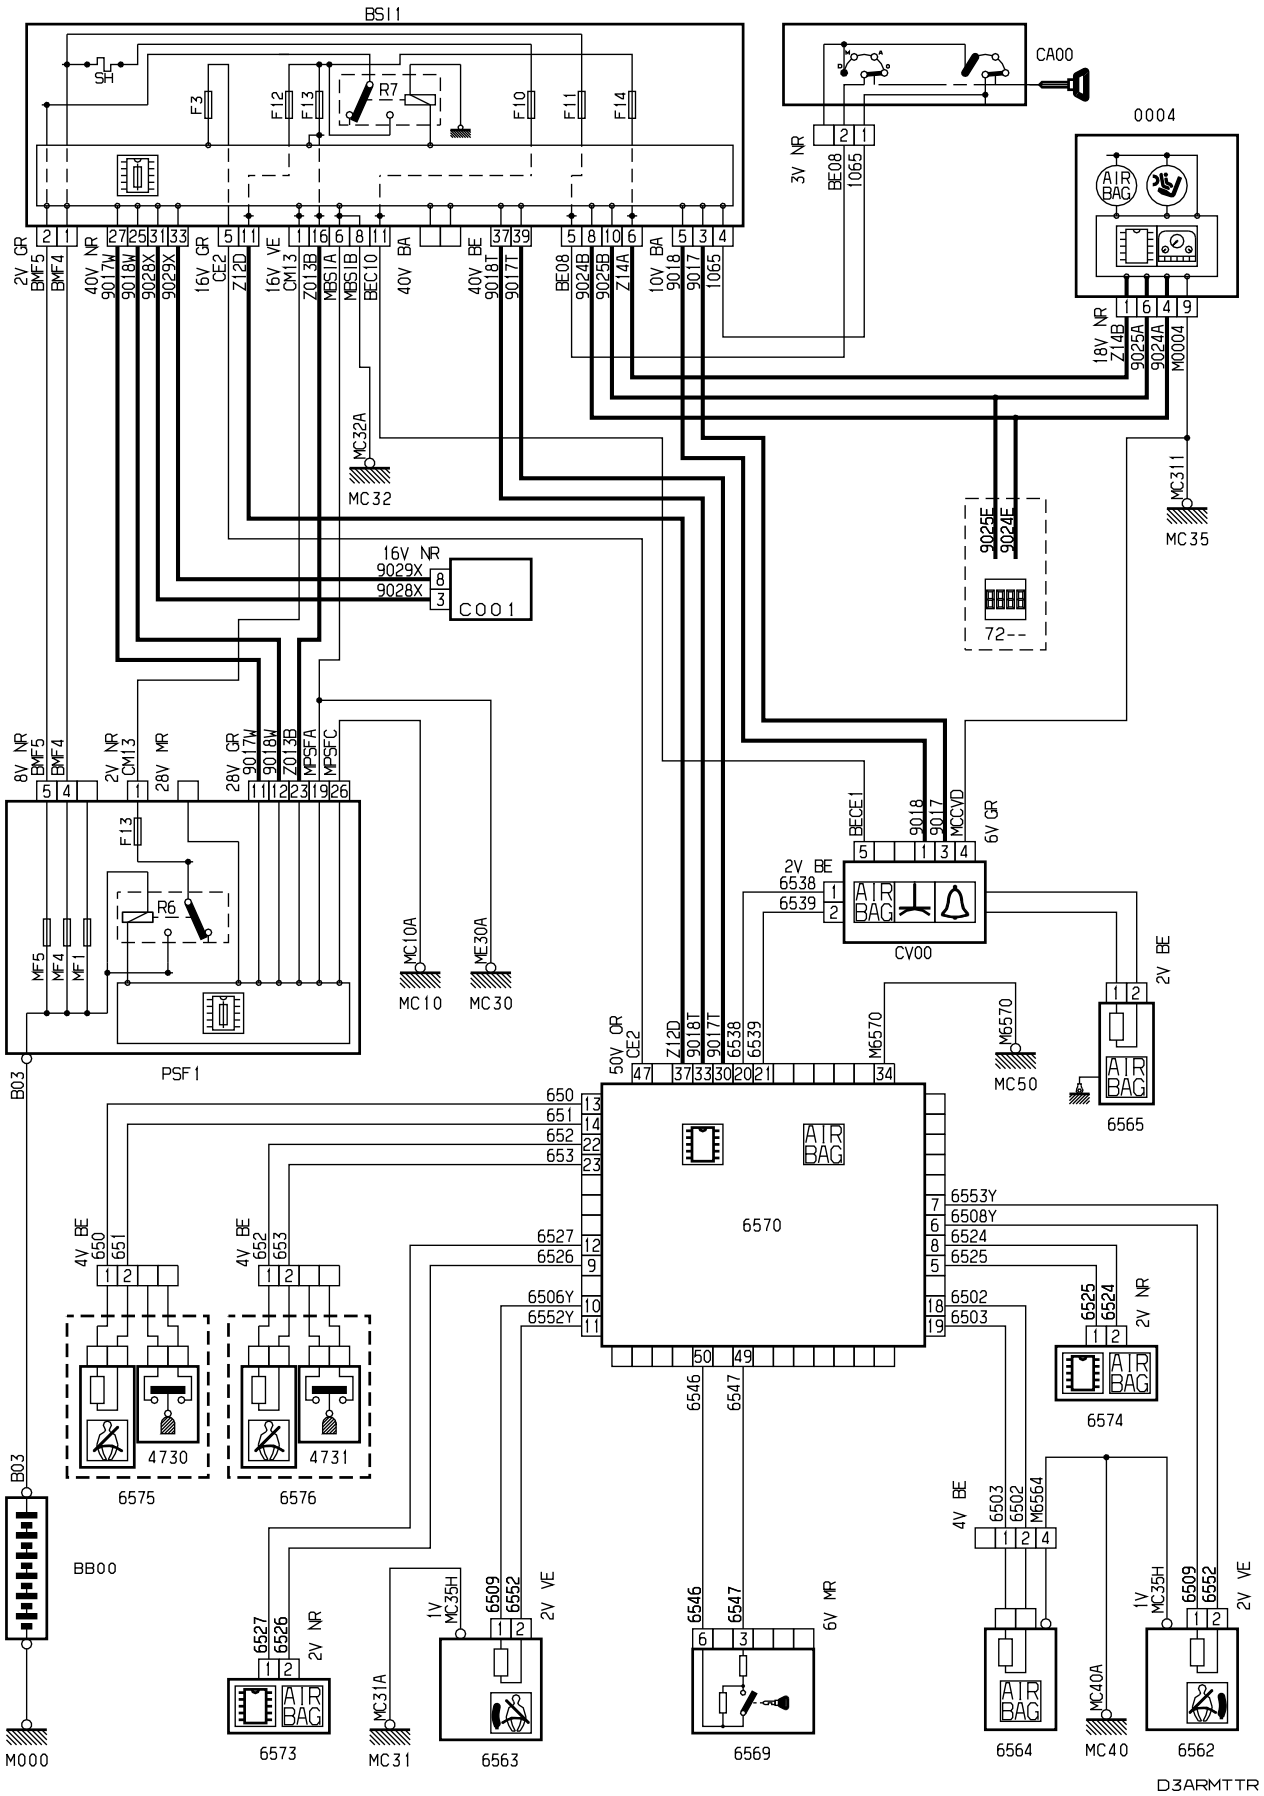 BSI1
SH
F3
F12
F13
R7
F10
F11
F14
CA00
M
A
D
3V NR
BE08
1065
2
1
0004
AIR
BAG
1 6 4 9
18V NR
Z14B
9025A
9024A
M0004
2 1 27 25 31 33 5 11 1 16 6 8 11 37 39 5 8 10 6 5 3 4
2V GR
BMF5
BMF4
40V NR
9017W
9018W
9028X
9029X
16V GR
CE2
Z12D
16V VE
CM13
Z013B
MBSIA
MBSIB
BEC10
40V BA
40V BE
9018T
9017T
BE08
9024B
9025B
Z14A
10V BA
9018
9017
1065
MC32A
MC32
MC311
MC35
9025E
9024E
72--
16V NR
9029X
9028X
8
3
C001
8V NR
BMF5
BMF4
2V NR
CM13
28V MR
28V GR
9017W
9018W
Z013B
MPSFA
MPSFC
5 4 1 11 12 23 19 26
F13
R6
MF5
MF4
MF1
PSF1
B03
MC10A
MC10
ME30A
MC30
BECE1
9018
9017
MCCVD
6V GR
5 1 3 4
2V BE
6538
6539
1
2
AIR
BAG
CV00
2V BE
1 2
AIR
BAG
6565
50V OR
CE2
Z12D
9018T
9017T
6538
6539
M6570
47 37 33 30 20 21 34
M6570
MC50
650
651
652
653
13
14
22
23
6527
6526
12
9
6506Y
6552Y
10
11
AIR
BAG
6570
7
6
8
5
18
19
6553Y
6508Y
6524
6525
6502
6503
50 49
6546
6547
4V BE
650
651
1 2
4730
6575
4V BE
652
653
1 2
4731
6576
6525
6524
2V NR
1 2
AIR
BAG
6574
B03
BB00
M000
6527
6526
2V NR
1 2
AIR
BAG
6573
MC31A
MC31
1V
MC35H
6509
6552
2V VE
1 2
6563
6546
6547
6V MR
6 3
6569
4V BE
6503
6502
M6564
1 2 4
AIR
BAG
6564
MC40A
MC40
1V
MC35H
6509
6552
2V VE
1 2
6562
D3ARMTTR